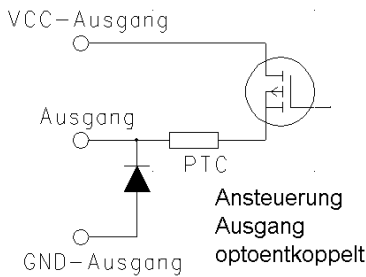 VCC-Ausgang
Ausgang
PTC
Ansteuerung
Ausgang
optoentkoppelt
GND-Ausgang